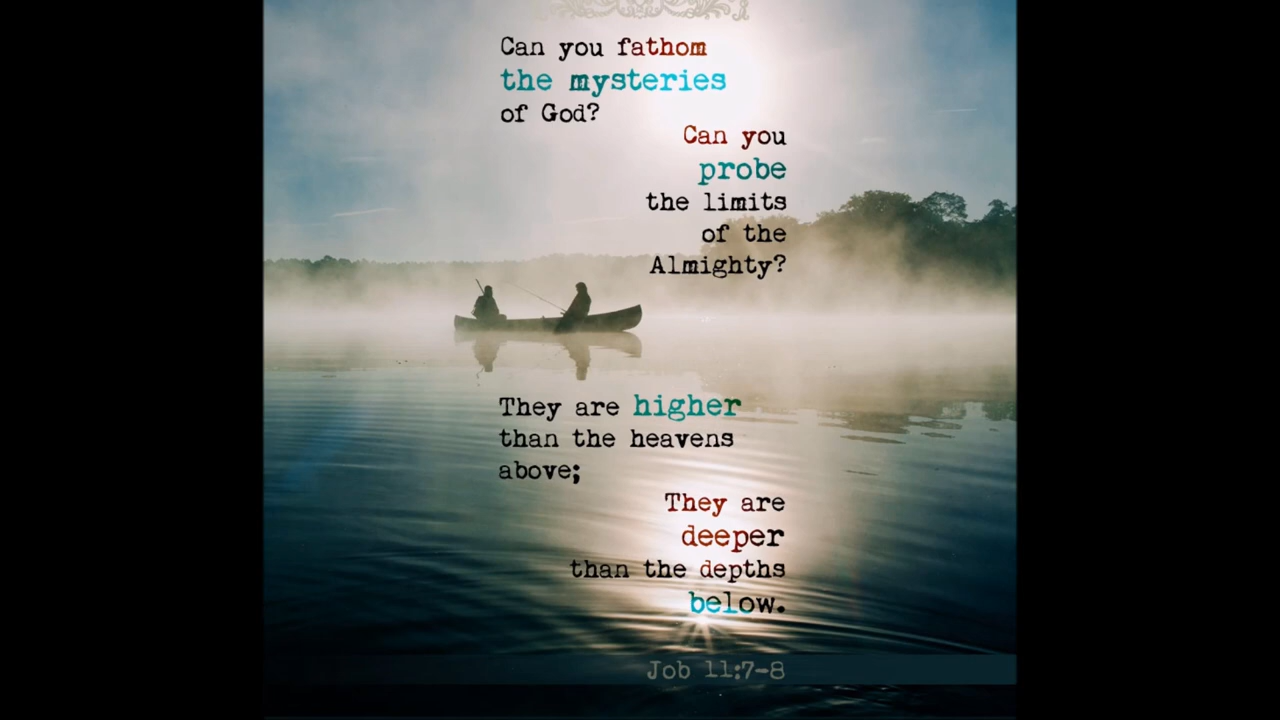 Can you fathom
the mysteries
of God?
Can you
probe
the limits
of the
Almighty?
They are higher
than the heavens
above;
They are
deeper
than the depths
below.
Job 11:7-8